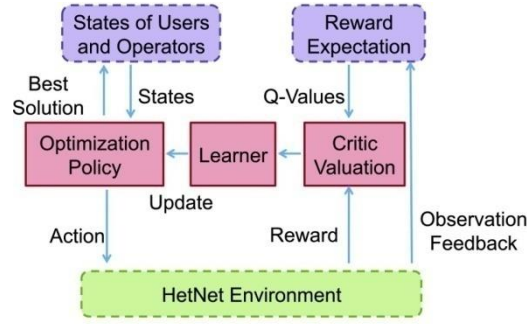 States of Users
and Operators
Reward
Expectation
Best
Solution
States
Q-Values
Optimization
Policy
Learner
Critic
Valuation
Update
Action
Reward
Observation
Feedback
HetNet Environment